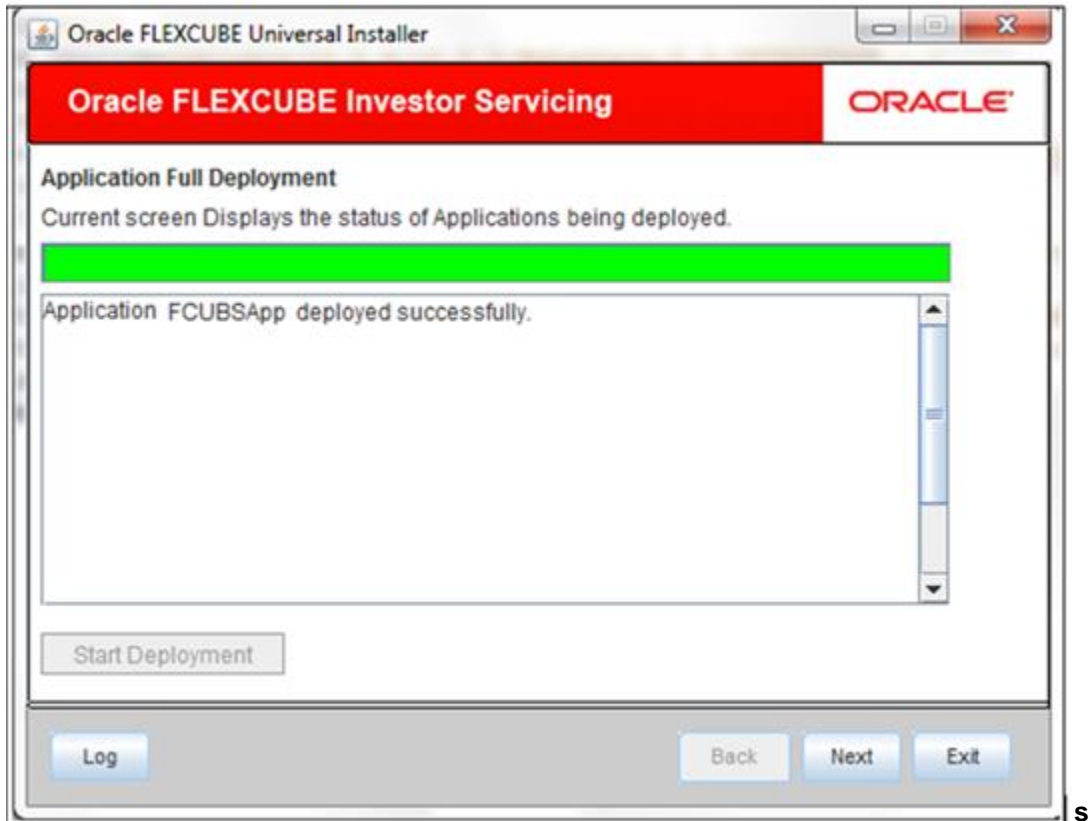 Oracle FLEXCUBE Universal Installer
Oracle FLEXCUBE Investor Servicing
ORACLE
Application Full Deployment
Current screen Displays the status of Applications being deployed.
Application FCUBSApp deployed successfully.
Start Deployment
Log
Back
Next
Exit
s